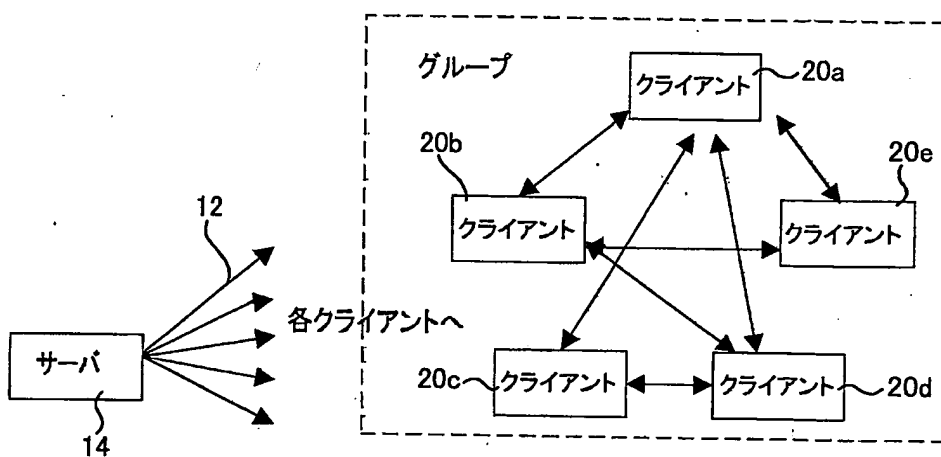 グループ
クライアント
20a
20b
クライアント
20e
クライアント
12
各クライアントへ
サーバ
14
20c
クライアント
クライアント
20d